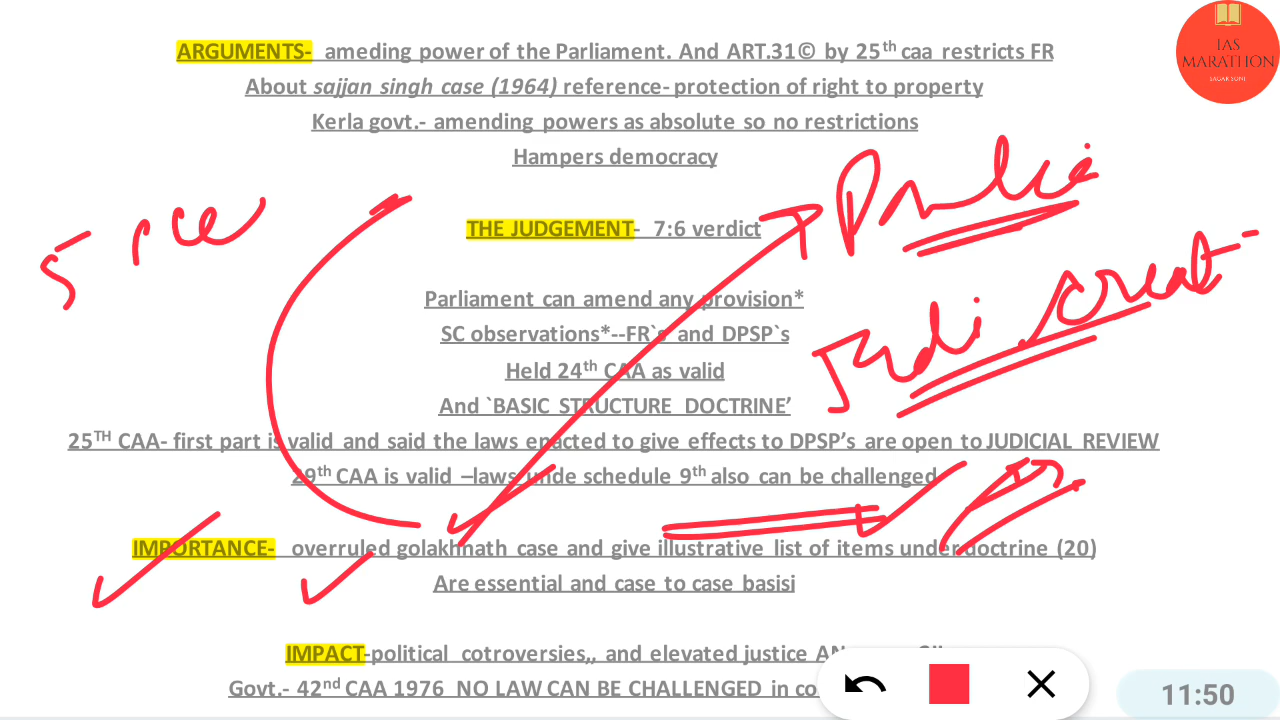 ARGUMENTS- ameding power of the Parliament. And ART.31© by 25th caa restricts FR
About sajjan singh case (1964) reference- protection of right to property
Kerla govt.- amending powers as absolute so no restrictions
Hampers democracy
THE JUDGEMENT- 7:6 verdict
Parliament can amend any provision*
SC observations*--FR`s and DPSP`s
Held 24th CAA as valid
And `BASIC STRUCTURE DOCTRINE’
25TH CAA- first part is valid and said the laws enacted to give effects to DPSP’s are open to JUDICIAL REVIEW
29th CAA is valid –laws unde schedule 9th also can be challenged
IMPORTANCE- overruled golakhnath case and give illustrative list of items under doctrine (20)
Are essential and case to case basisi
IMPACT-political cotroversies,, and elevated justice
Govt.- 42nd CAA 1976 NO LAW CAN BE CHALLENGED in
IAS
MARATHON
SAGAR SONI
11:50